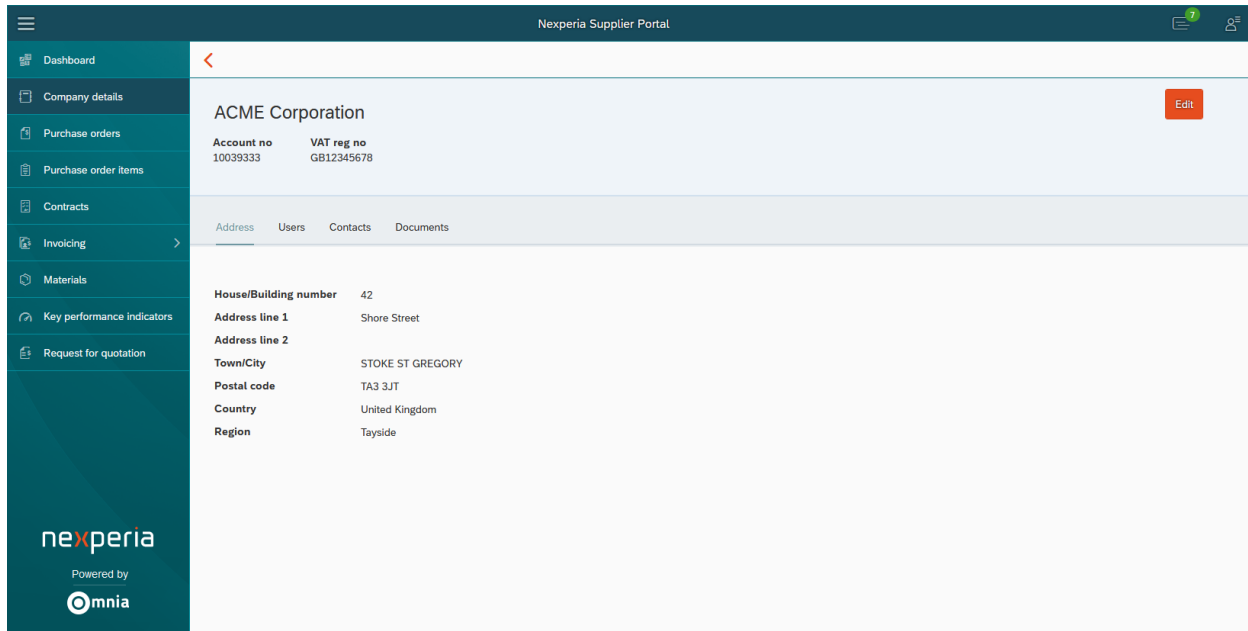 Nexperia Supplier Portal
7
Dashboard
Company details
Purchase orders
Purchase order items
Contracts
Invoicing
Materials
Key performance indicators
Request for quotation
nexperia
Powered by
Omnia
ACME Corporation
Edit
Account no VAT reg no
10039333 GB12345678
Address Users Contacts Documents
House/Building number 42
Address line 1 Shore Street
Address line 2
Town/City STOKE ST GREGORY
Postal code TA3 3JT
Country United Kingdom
Region Tayside